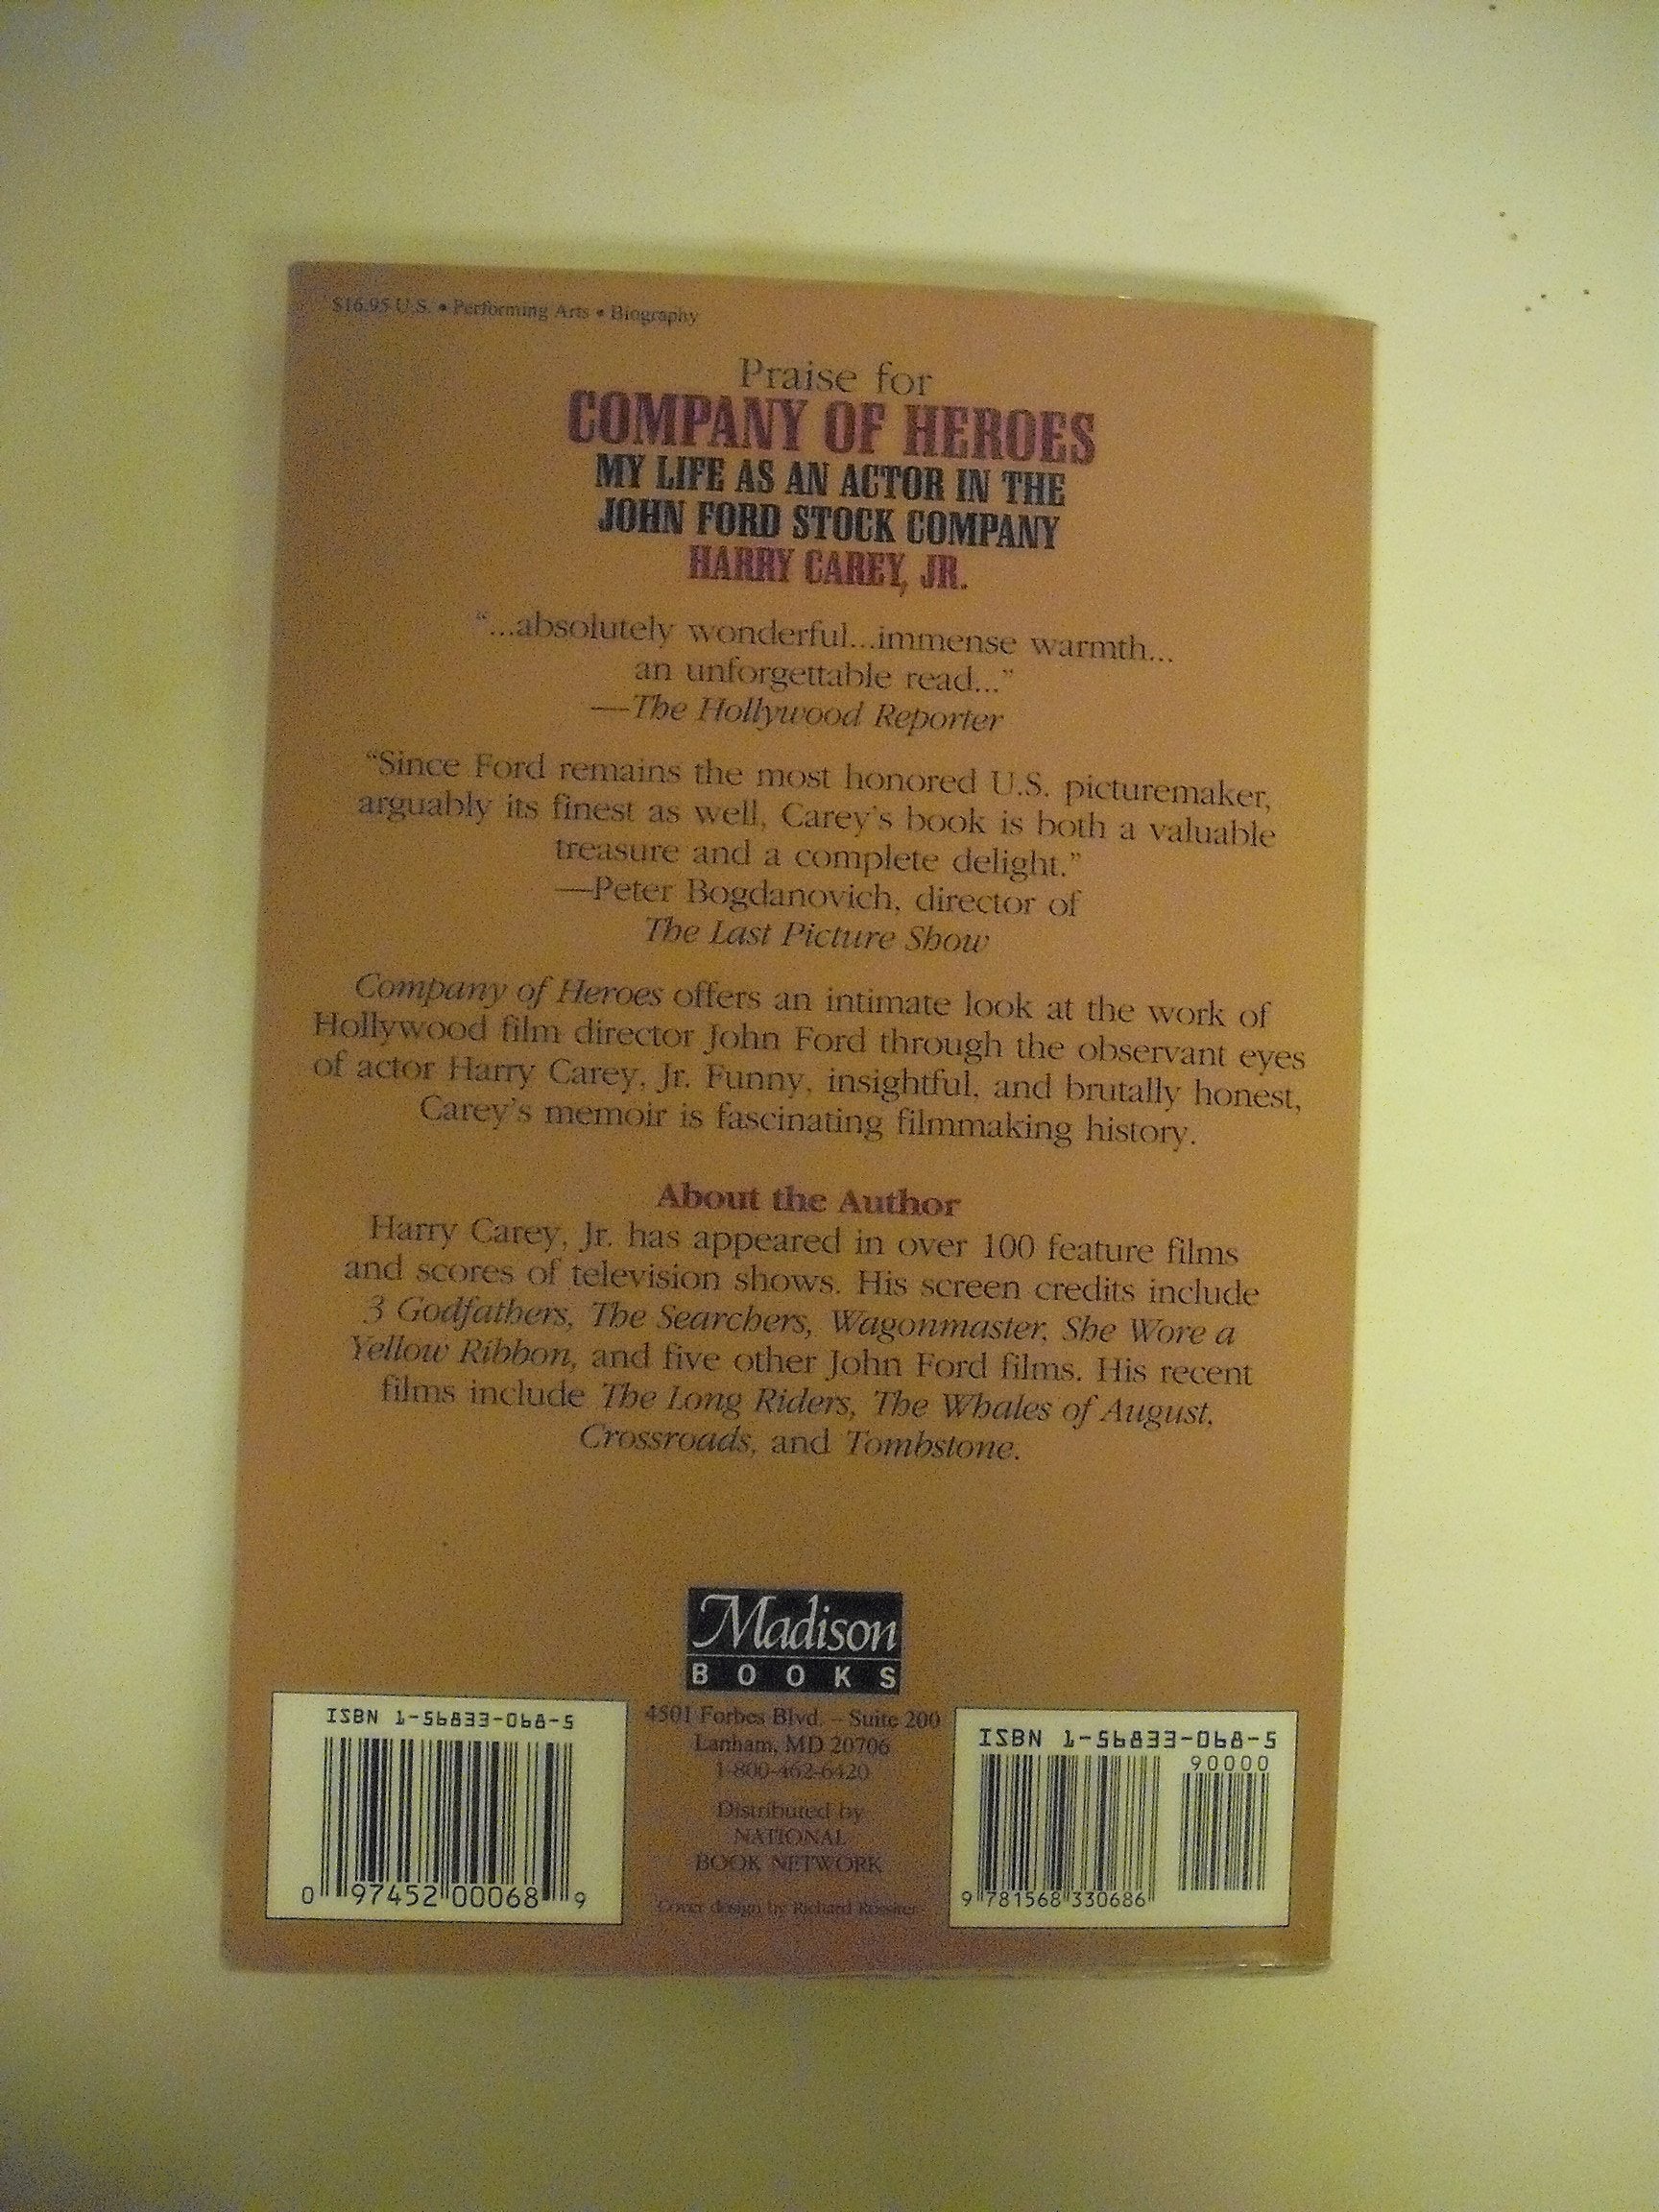 $16.95 U.S. • Performing Arts • Biography
Praise for
COMPANY OF HEROES
MY LIFE AS AN ACTOR IN THE
JOHN FORD STOCK COMPANY
HARRY CAREY, JR.
“...absolutely wonderful...immense warmth...
an unforgettable read...”
—The Hollywood Reporter
“Since Ford remains the most honored U.S. picturemaker,
arguably its finest as well, Carey’s book is both a valuable
treasure and a complete delight.”
—Peter Bogdanovich, director of
The Last Picture Show
Company of Heroes offers an intimate look at the work of
Hollywood film director John Ford through the observant eyes
of actor Harry Carey, Jr. Funny, insightful, and brutally honest,
Carey’s memoir is fascinating filmmaking history.
About the Author
Harry Carey, Jr. has appeared in over 100 feature films
and scores of television shows. His screen credits include
3 Godfathers, The Searchers, Wagonmaster, She Wore a
Yellow Ribbon, and five other John Ford films. His recent
films include The Long Riders, The Whales of August,
Crossroads, and Tombstone.
Madison
BOOKS
4501 Forbes Blvd. – Suite 200
Lanham, MD 20706
1-800-462-6420
Distributed by
NATIONAL
BOOK NETWORK
Cover design by Richard Rossiter
ISBN 1-56833-068-5
0 97452 00068 9
ISBN 1-56833-068-5
90000
9 781568 330686